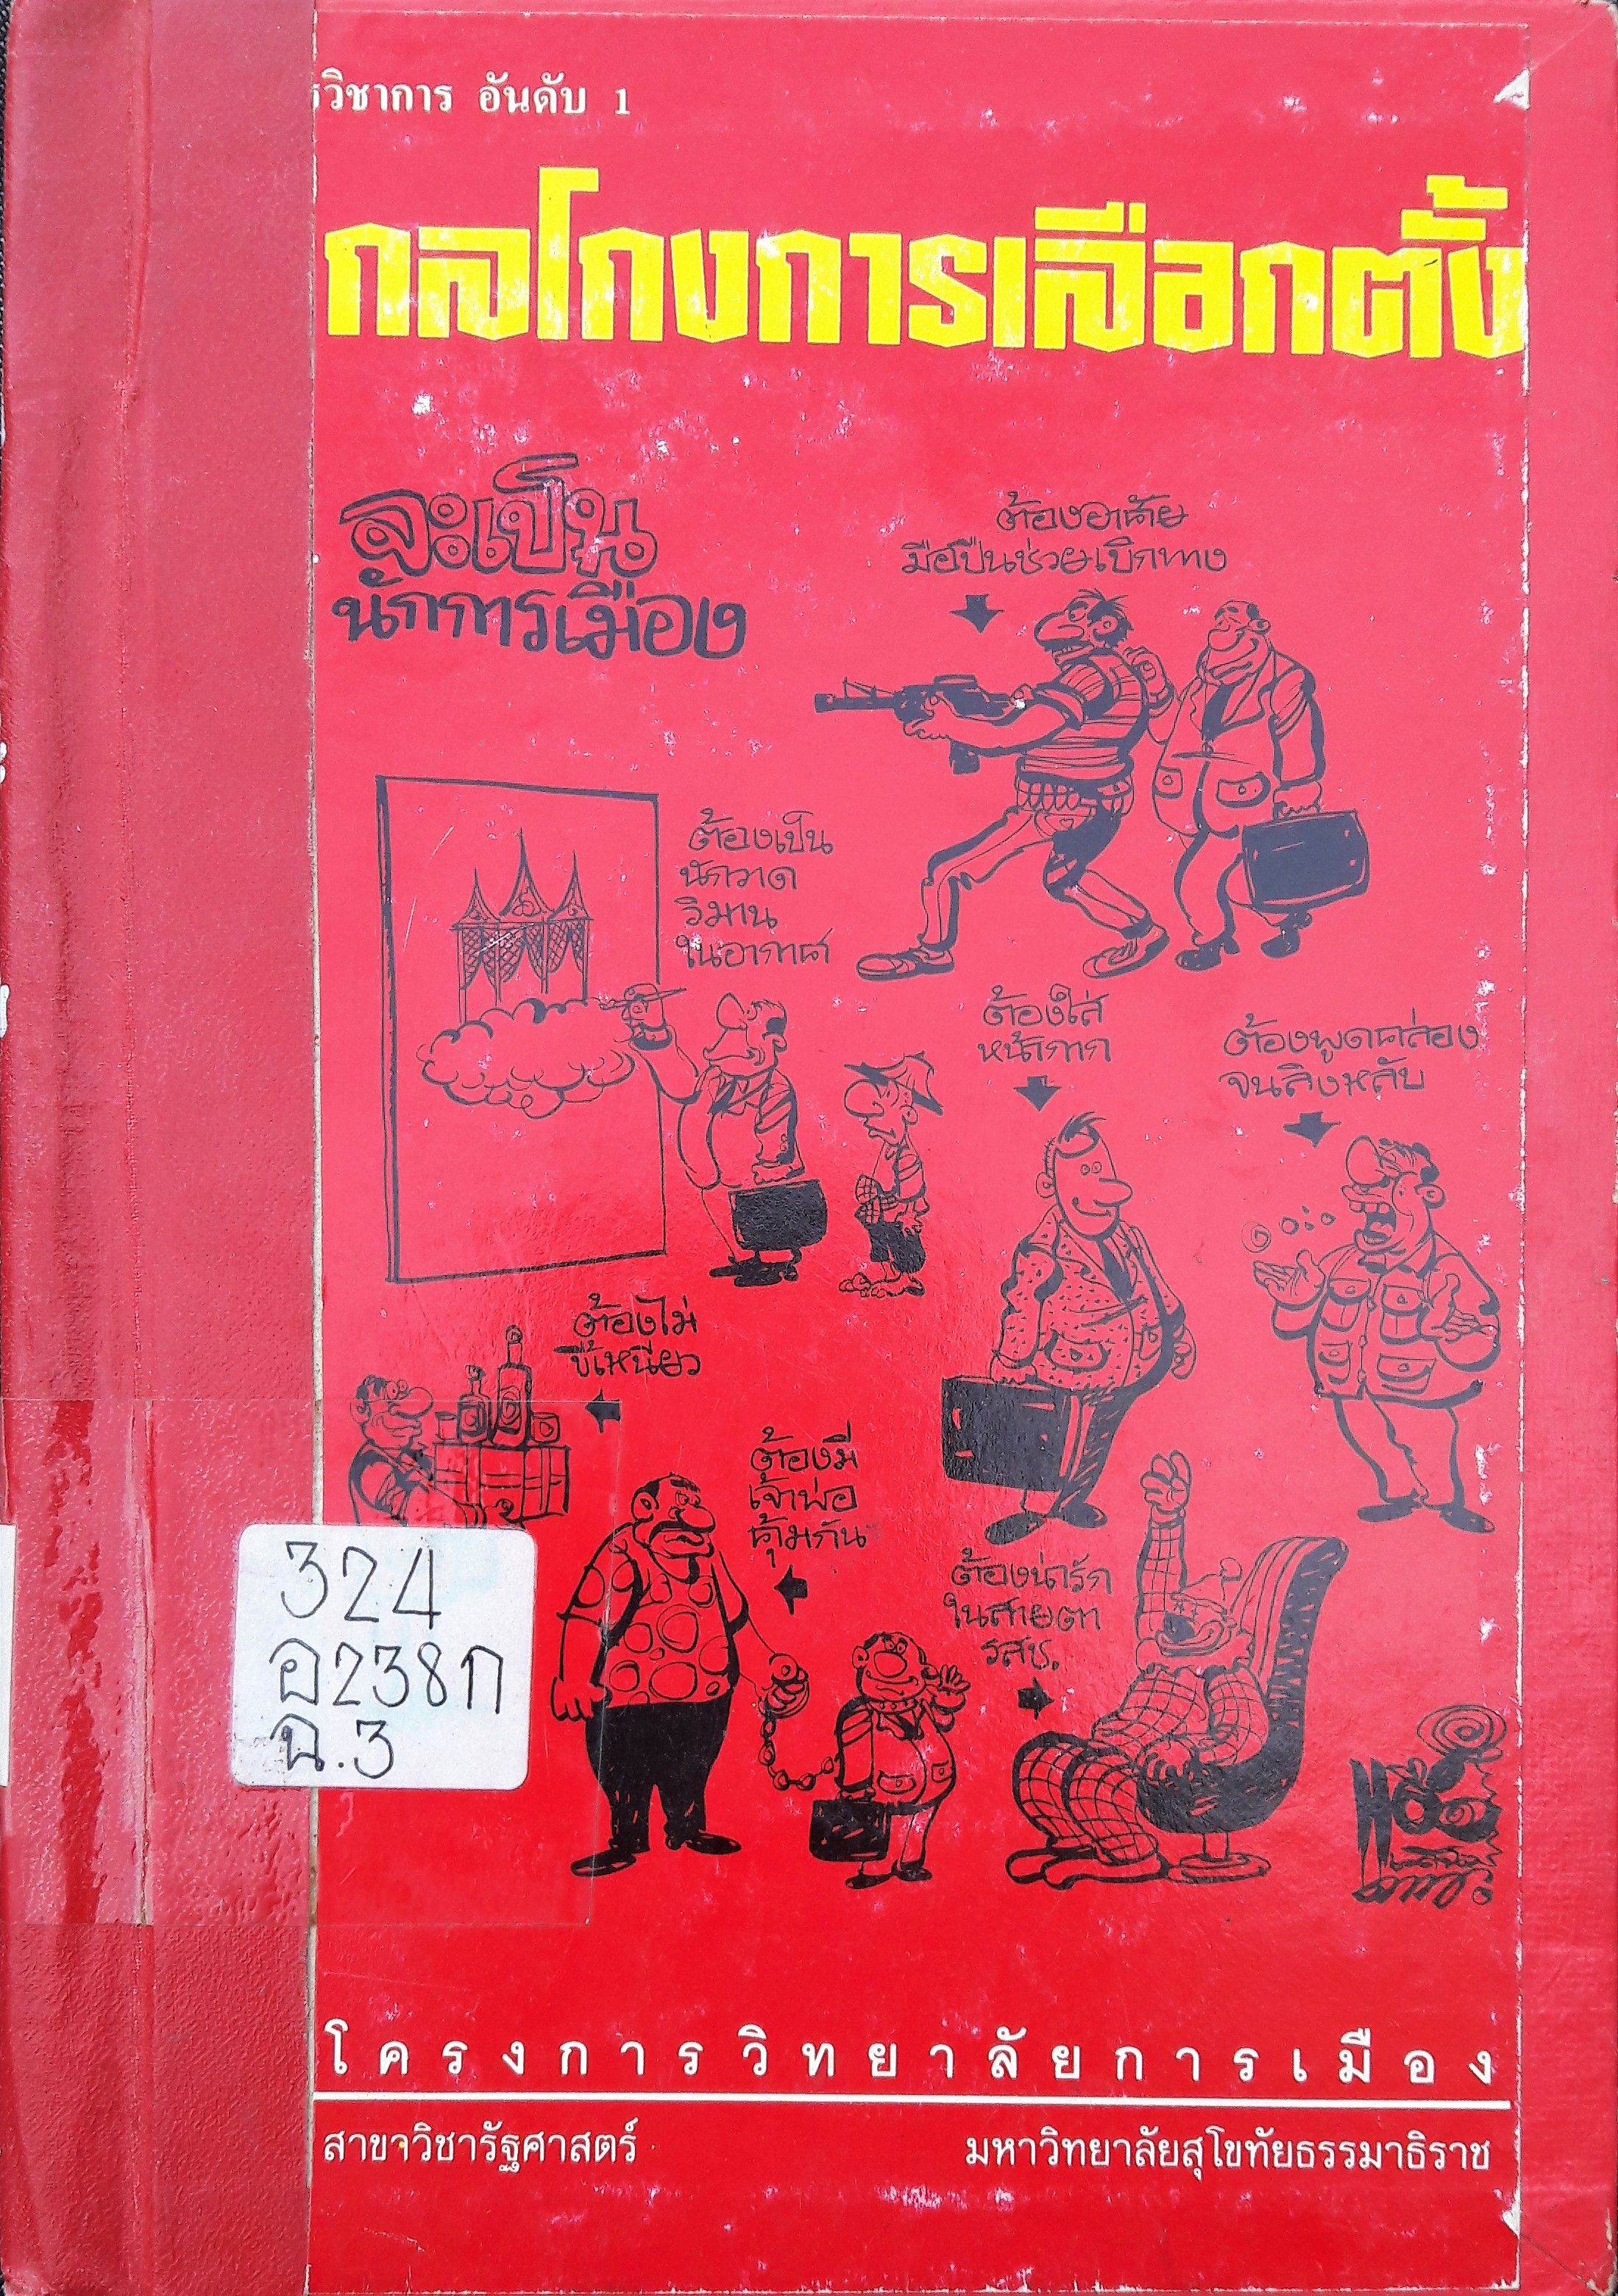 วิชาการ อันดับ 1
กลโกงการเลือกตั้ง
จะเป็น
นักการเมือง
ต้องอาศัย
มือปืนช่วยเบิกทาง
ต้องเป็น
นักวาด
วิมาน
ในอากาศ
ต้องใส่
หน้ากาก
ต้องพูดคล่อง
จนลิงหลับ
ต้องไม่
ขี้เหนียว
ต้องมี
เจ้าพ่อ
คุ้มกัน
ต้องน่ารัก
ในสายตา
รสช.
324
อ238ก
ฉ.3
โครงการวิทยาลัยการเมือง
สาขาวิชารัฐศาสตร์
มหาวิทยาลัยสุโขทัยธรรมาธิราช